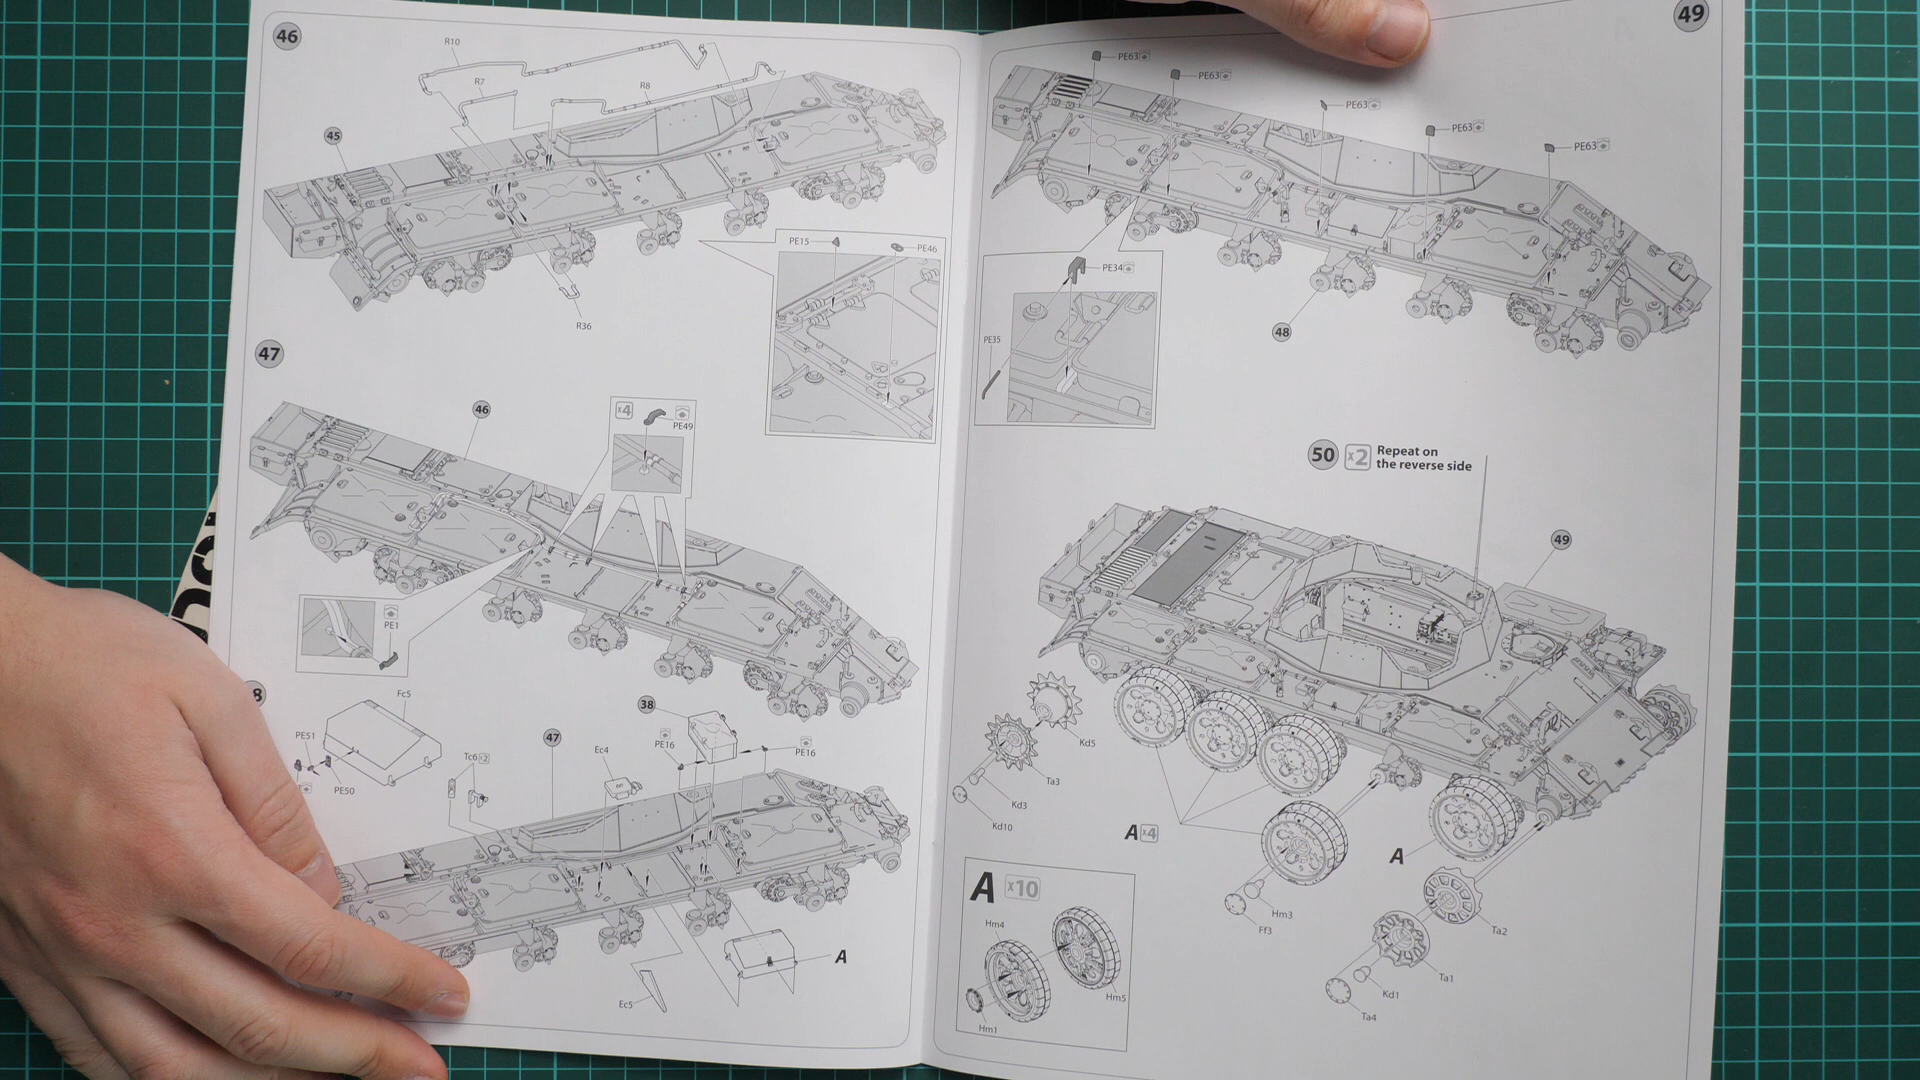 46
R10
R7
R8
45
R36
PE15
PE46
47
46
x4
PE49
PE1
8
Fc5
PE51
PE50
Tc6 x2
47
Ec4
38
PE16
PE16
Ec5
A
49
PE63
PE63
PE63
PE63
PE63
PE34
PE35
48
50 x2 Repeat on
the reverse side
49
Kd5
Ta3
Kd3
Kd10
A x4
A
Hm3
Ff3
Ta2
Ta1
Kd1
Ta4
A x10
Hm4
Hm5
Hm1